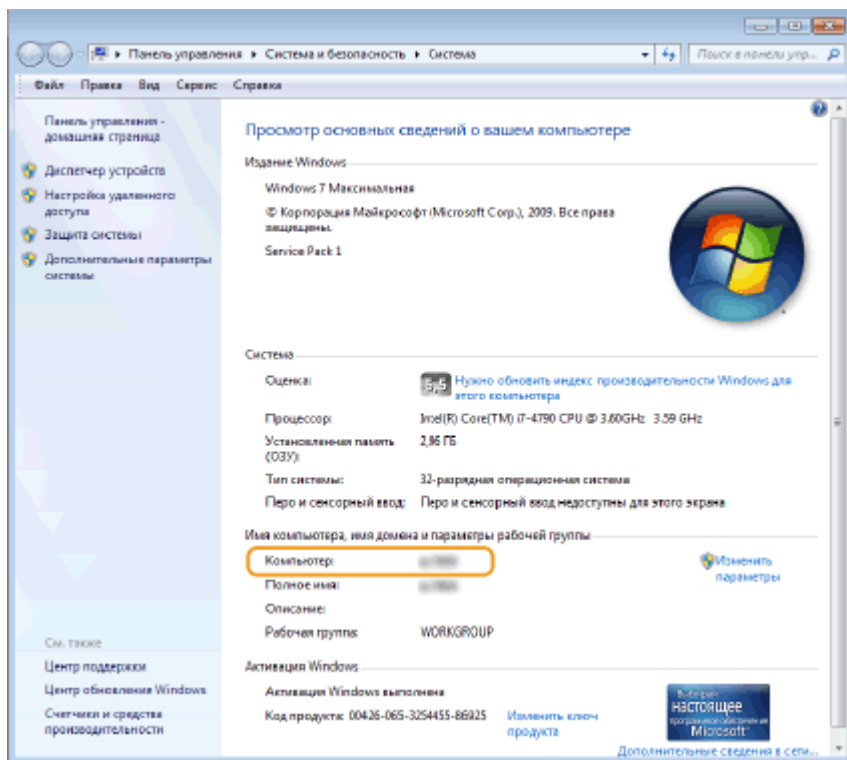 Панель управления ▸ Система и безопасность ▸ Система
Поиск в панели упр...
Файл Правка Вид Сервис Справка
Панель управления -
домашняя страница
Диспетчер устройств
Настройка удаленного
доступа
Защита системы
Дополнительные параметры
системы
См. также
Центр поддержки
Центр обновления Windows
Счетчики и средства
производительности
Просмотр основных сведений о вашем компьютере
Издание Windows
Windows 7 Максимальная
© Корпорация Майкрософт (Microsoft Corp.), 2009. Все права
защищены.
Service Pack 1
Система
Оценка: 5,5 Нужно обновить индекс производительности Windows для
этого компьютера
Процессор: Intel(R) Core(TM) i7-4790 CPU @ 3.60GHz 3.59 GHz
Установленная память 2,96 ГБ
(ОЗУ):
Тип системы: 32-разрядная операционная система
Перо и сенсорный ввод: Перо и сенсорный ввод недоступны для этого экрана
Имя компьютера, имя домена и параметры рабочей группы
Компьютер:
Изменить
параметры
Полное имя:
Описание:
Рабочая группа: WORKGROUP
Активация Windows
Активация Windows выполнена
Код продукта: 00426-065-3254455-86925 Изменить ключ
продукта
Выбирай
настоящее
программное обеспечение
Microsoft
Дополнительные сведения в сети...